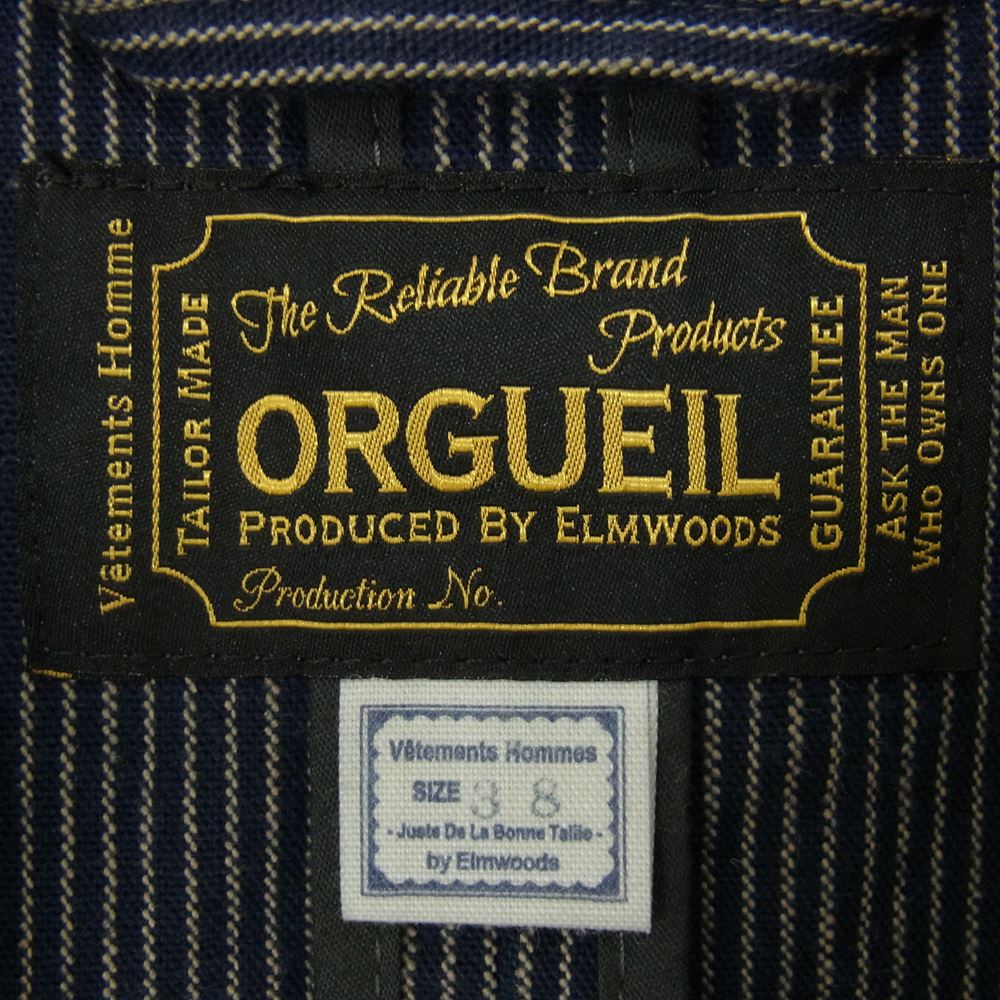 Vêtements Homme
TAILOR MADE
The Reliable Brand
Products
ORGUEIL
PRODUCED BY ELMWOODS
Production No.
GUARANTEE
ASK THE MAN
WHO OWNS ONE
Vêtements Hommes
SIZE 38
- Juste De La Bonne Taille -
by Elmwoods